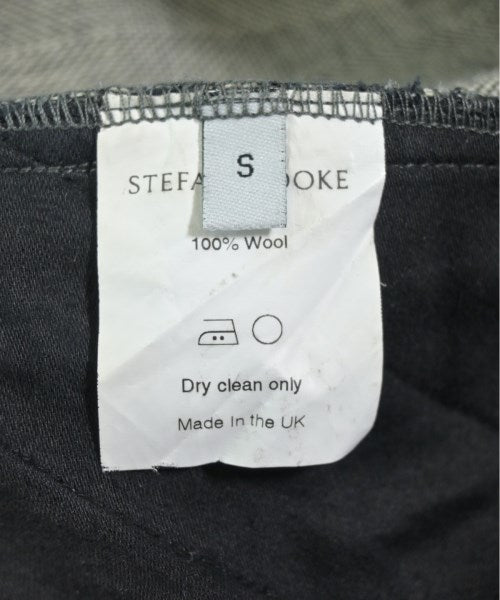 S
STEFA OOKE
100% Wool
Dry clean only
Made In the UK